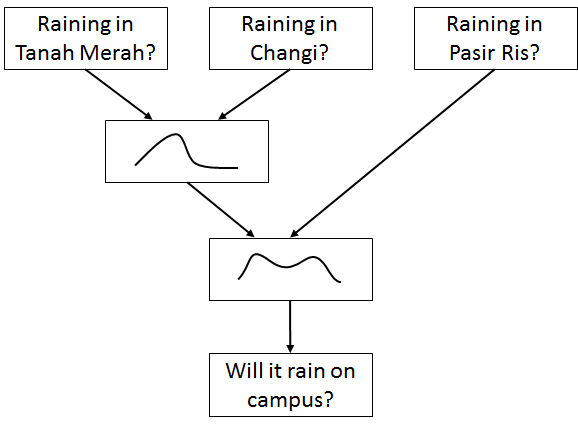 Raining in
Tanah Merah?
Raining in
Changi?
Raining in
Pasir Ris?
Will it rain on
campus?